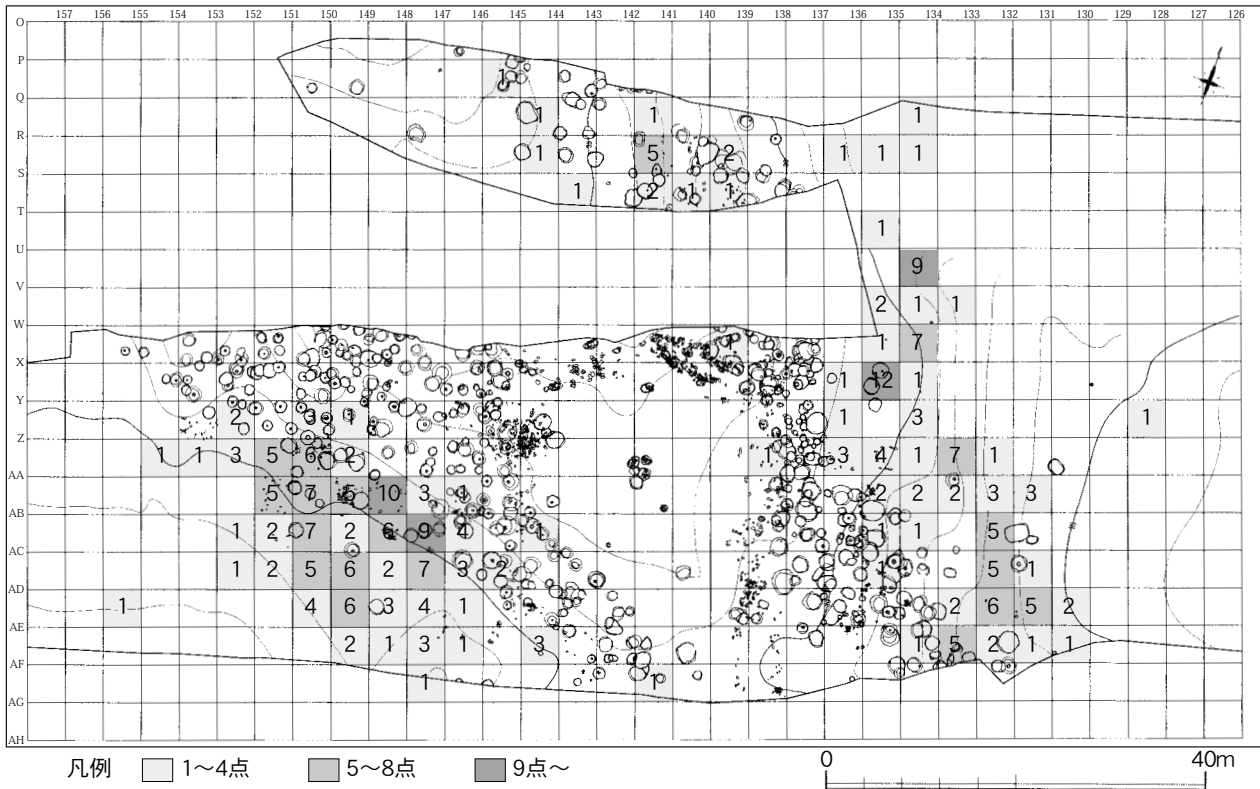 157 156 155 154 153 152 151 150 149 148 147 146 145 144 143 142 141 140 139 138 137 136 135 134 133 132 131 130 129 128 127 126
O
P
1
Q
1 1 1
R
1 5 2 1 1 1
S
1 2 1 1
T
1
U
9
V
2 1 1
W
1 1 7
X
1 12 1
Y
2 3 1 1 3 1
Z
1 1 3 5 6 2 1 3 4 1 7 1
AA
5 7 5 10 3 1 2 2 2 3 3
AB
1 2 7 2 6 9 4 1 1 1 5
AC
1 2 5 6 2 7 3 2 1 5 1
AD
1 4 6 3 4 1 2 6 5 2
AE
2 1 3 1 3 1 5 2 1 1
AF
1 1
AG
AH
凡例 1〜4点 5〜8点 9点〜
0 40m